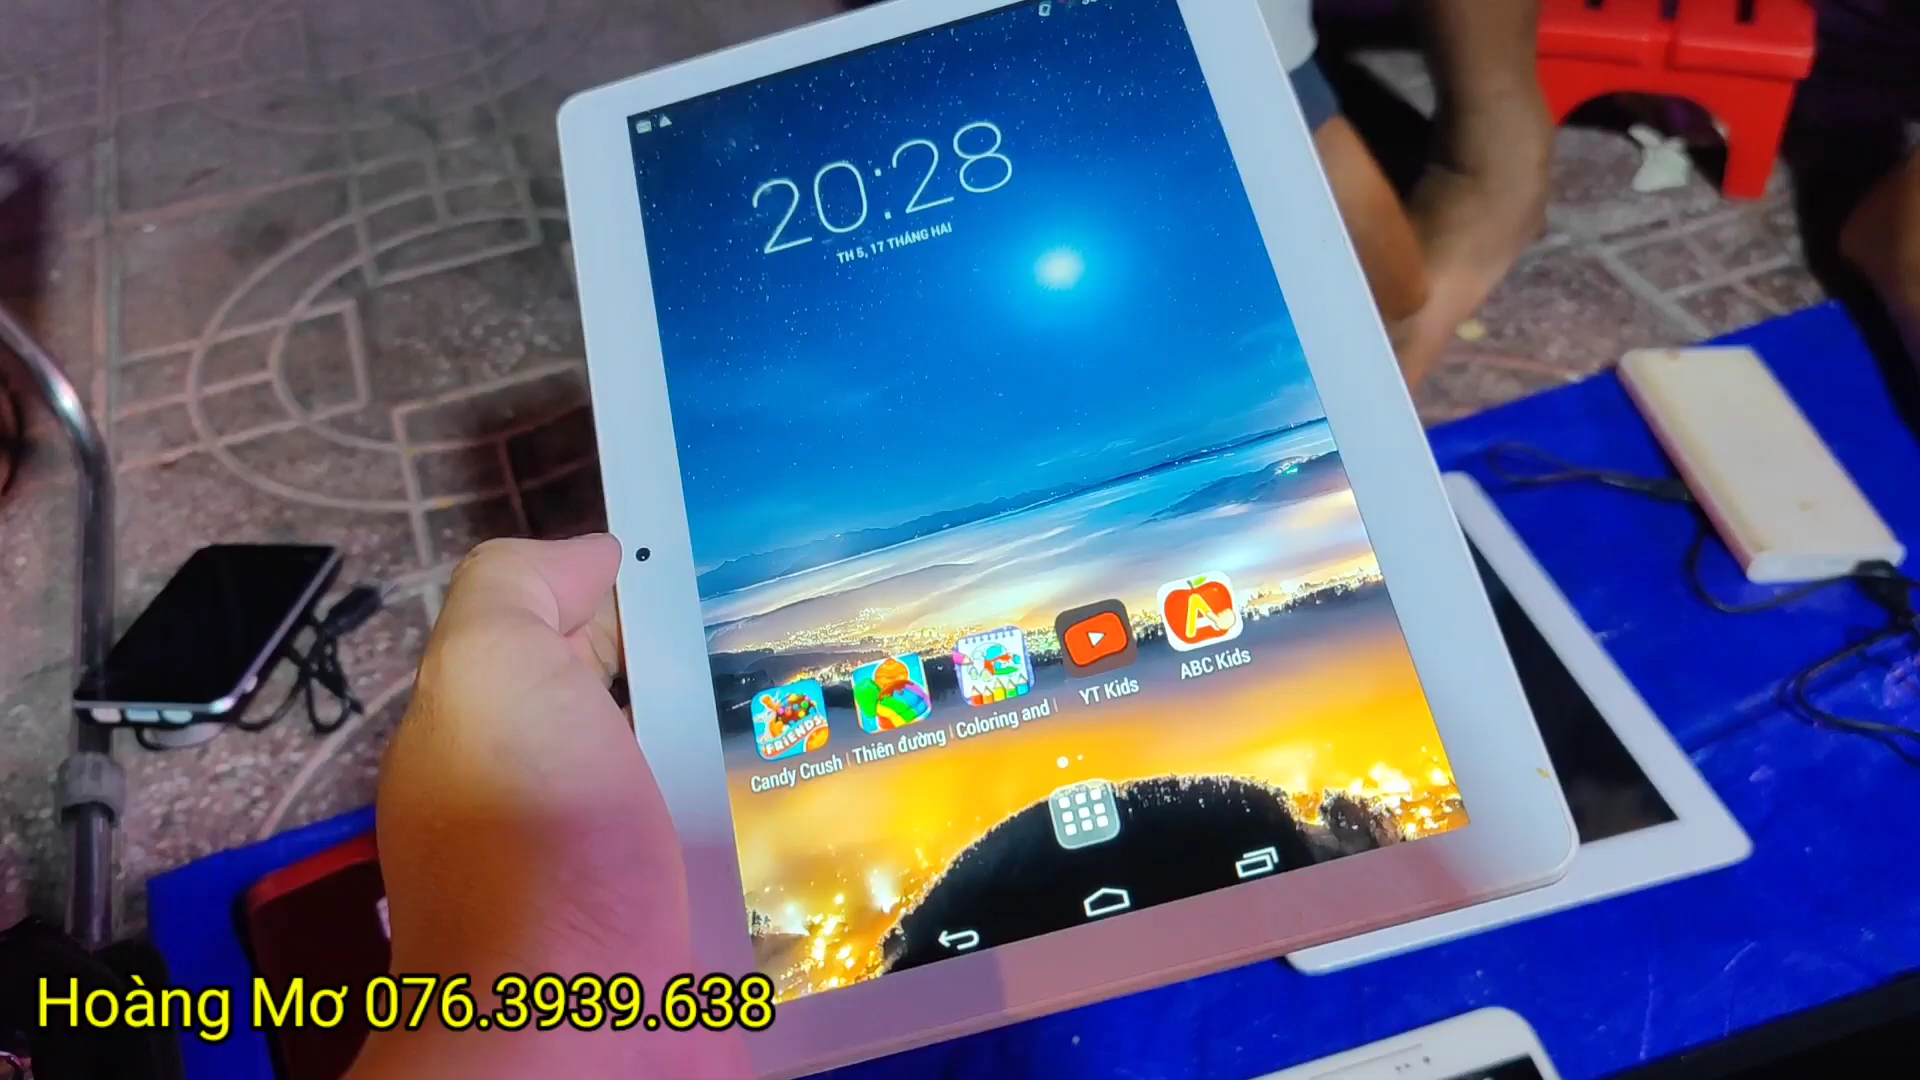 20:28
TH 5, 17 THÁNG HAI
FRIENDS
A
Candy Crush
Thiên đường
Coloring and
YT Kids
ABC Kids
Hoàng Mơ 076.3939.638